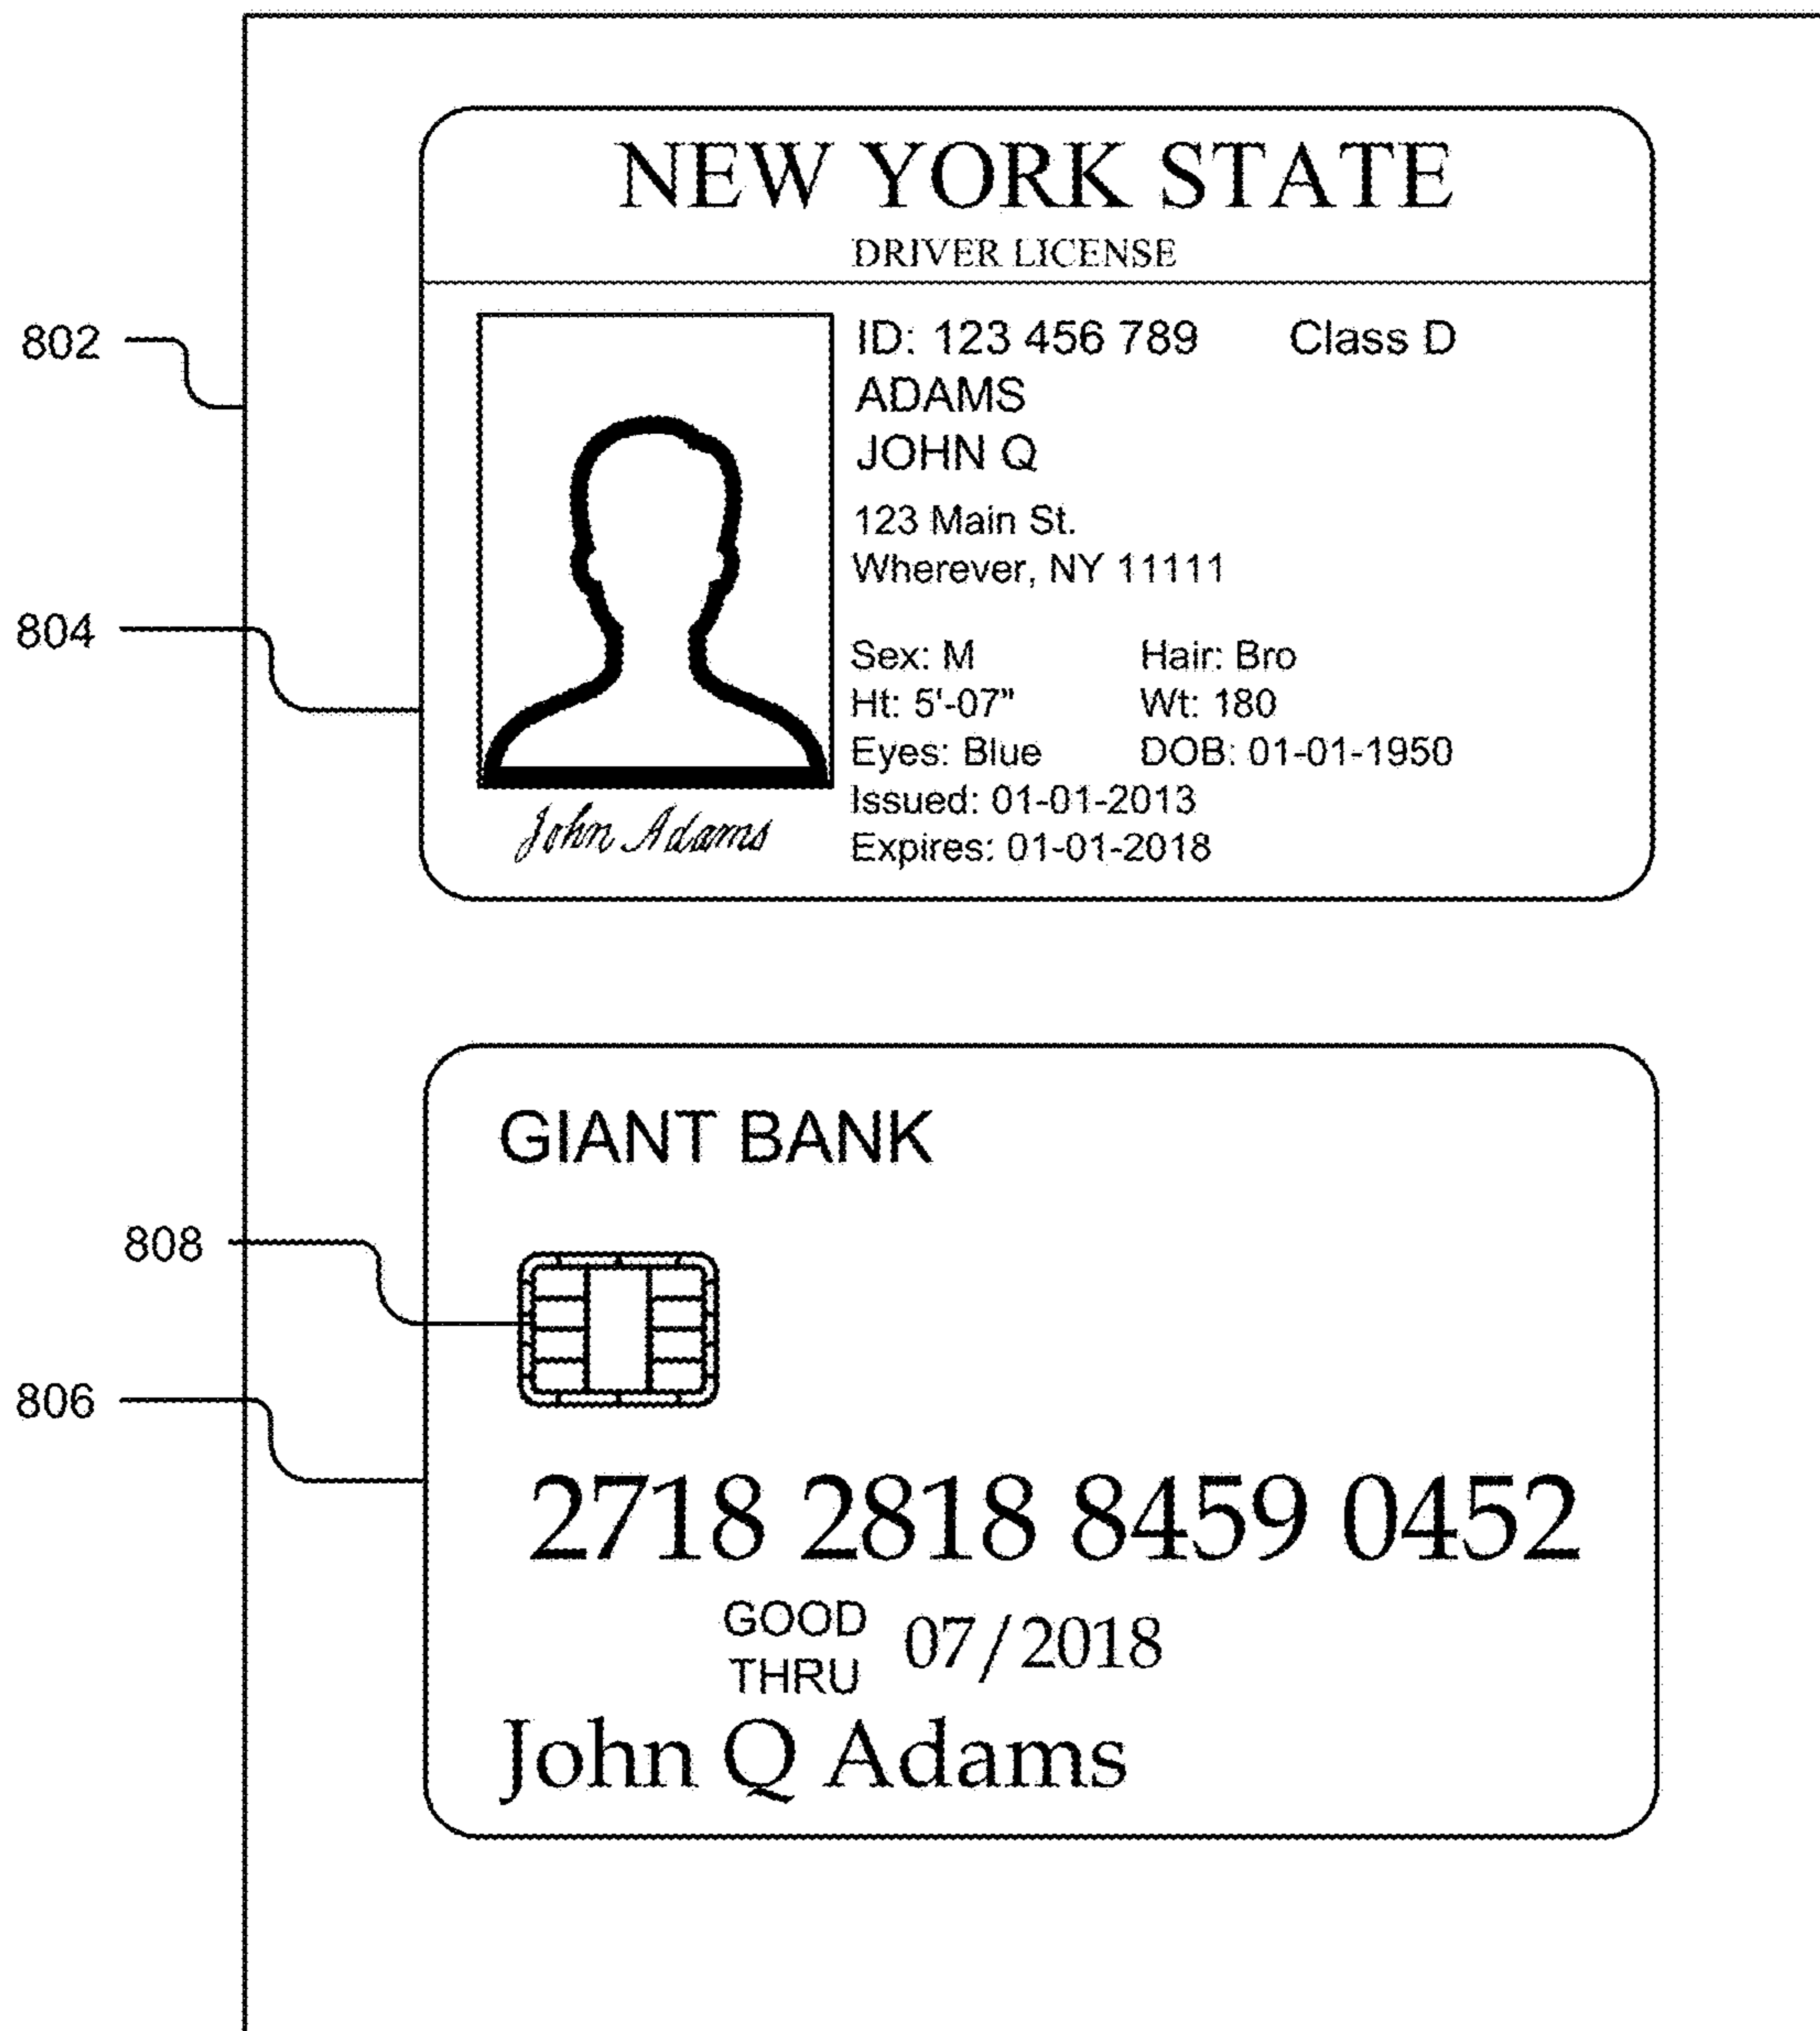 NEW YORK STATE
DRIVER LICENSE
802
ID: 123 456 789 Class D
ADAMS
JOHN Q
123 Main St.
Wherever, NY 11111
804
Sex: M Hair: Bro
Ht: 5'-07" Wt: 180
Eyes: Blue DOB: 01-01-1950
Issued: 01-01-2013
John Adams
Expires: 01-01-2018
GIANT BANK
808
806
2718 2818 8459 0452
GOOD
THRU
07/2018
John Q Adams